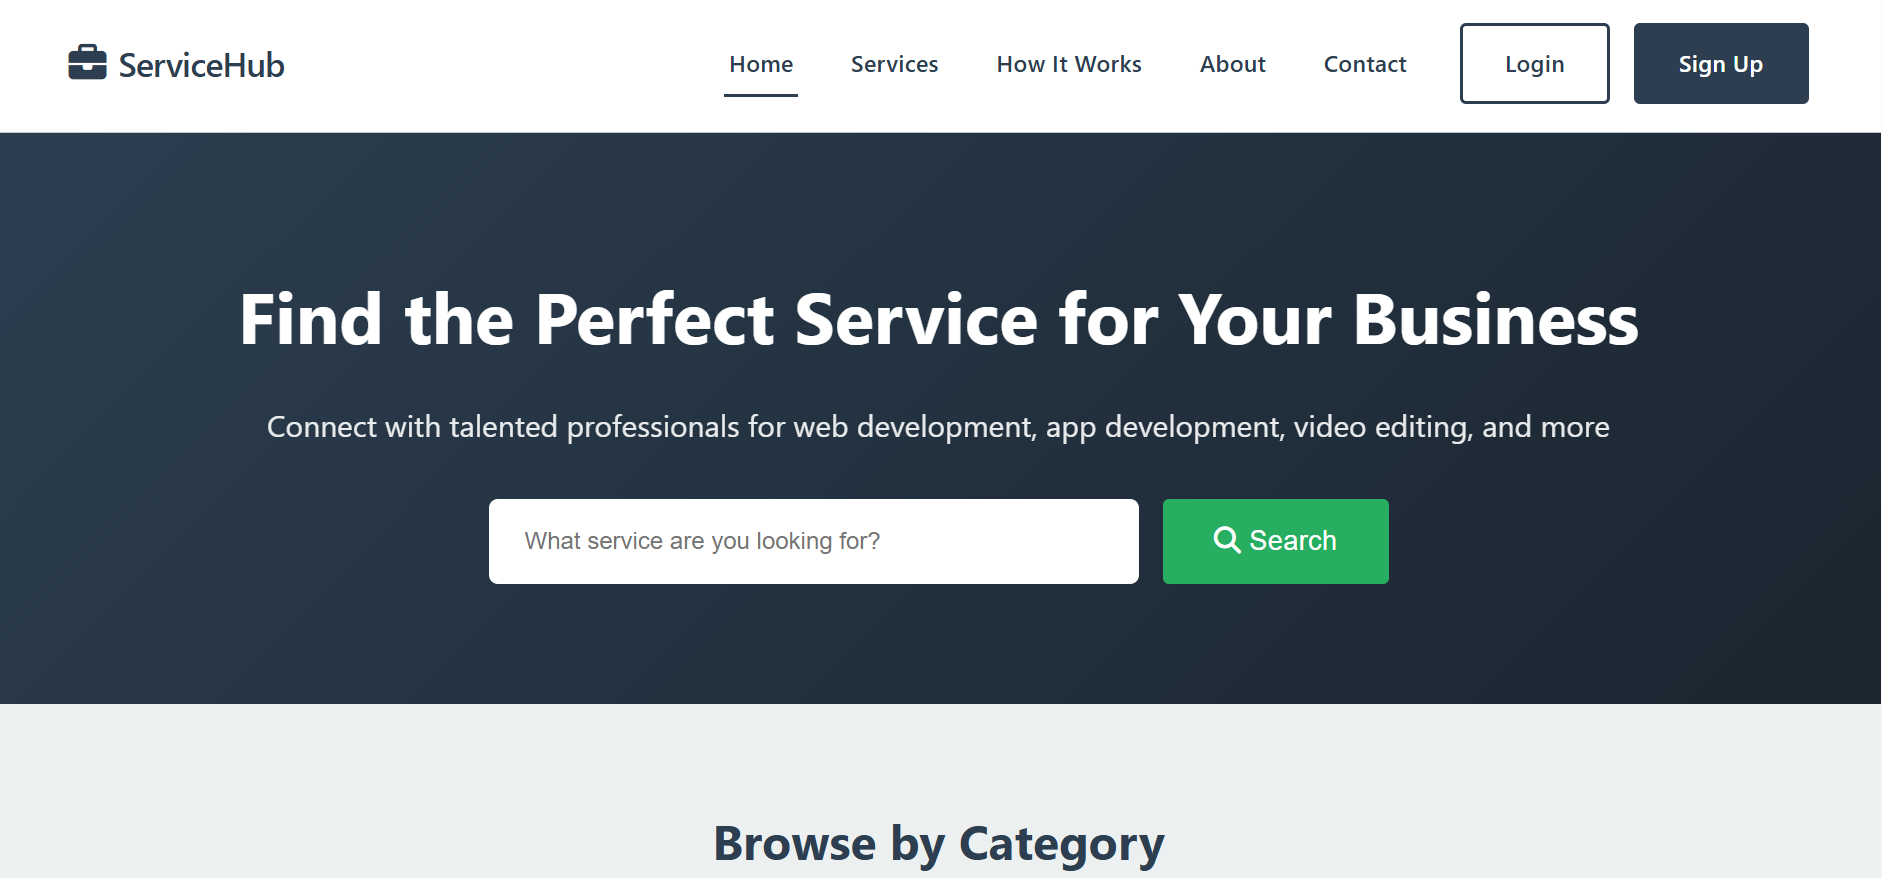 ServiceHub
Home Services How It Works About Contact Login Sign Up
Find the Perfect Service for Your Business
Connect with talented professionals for web development, app development, video editing, and more
What service are you looking for?
Search
Browse by Category